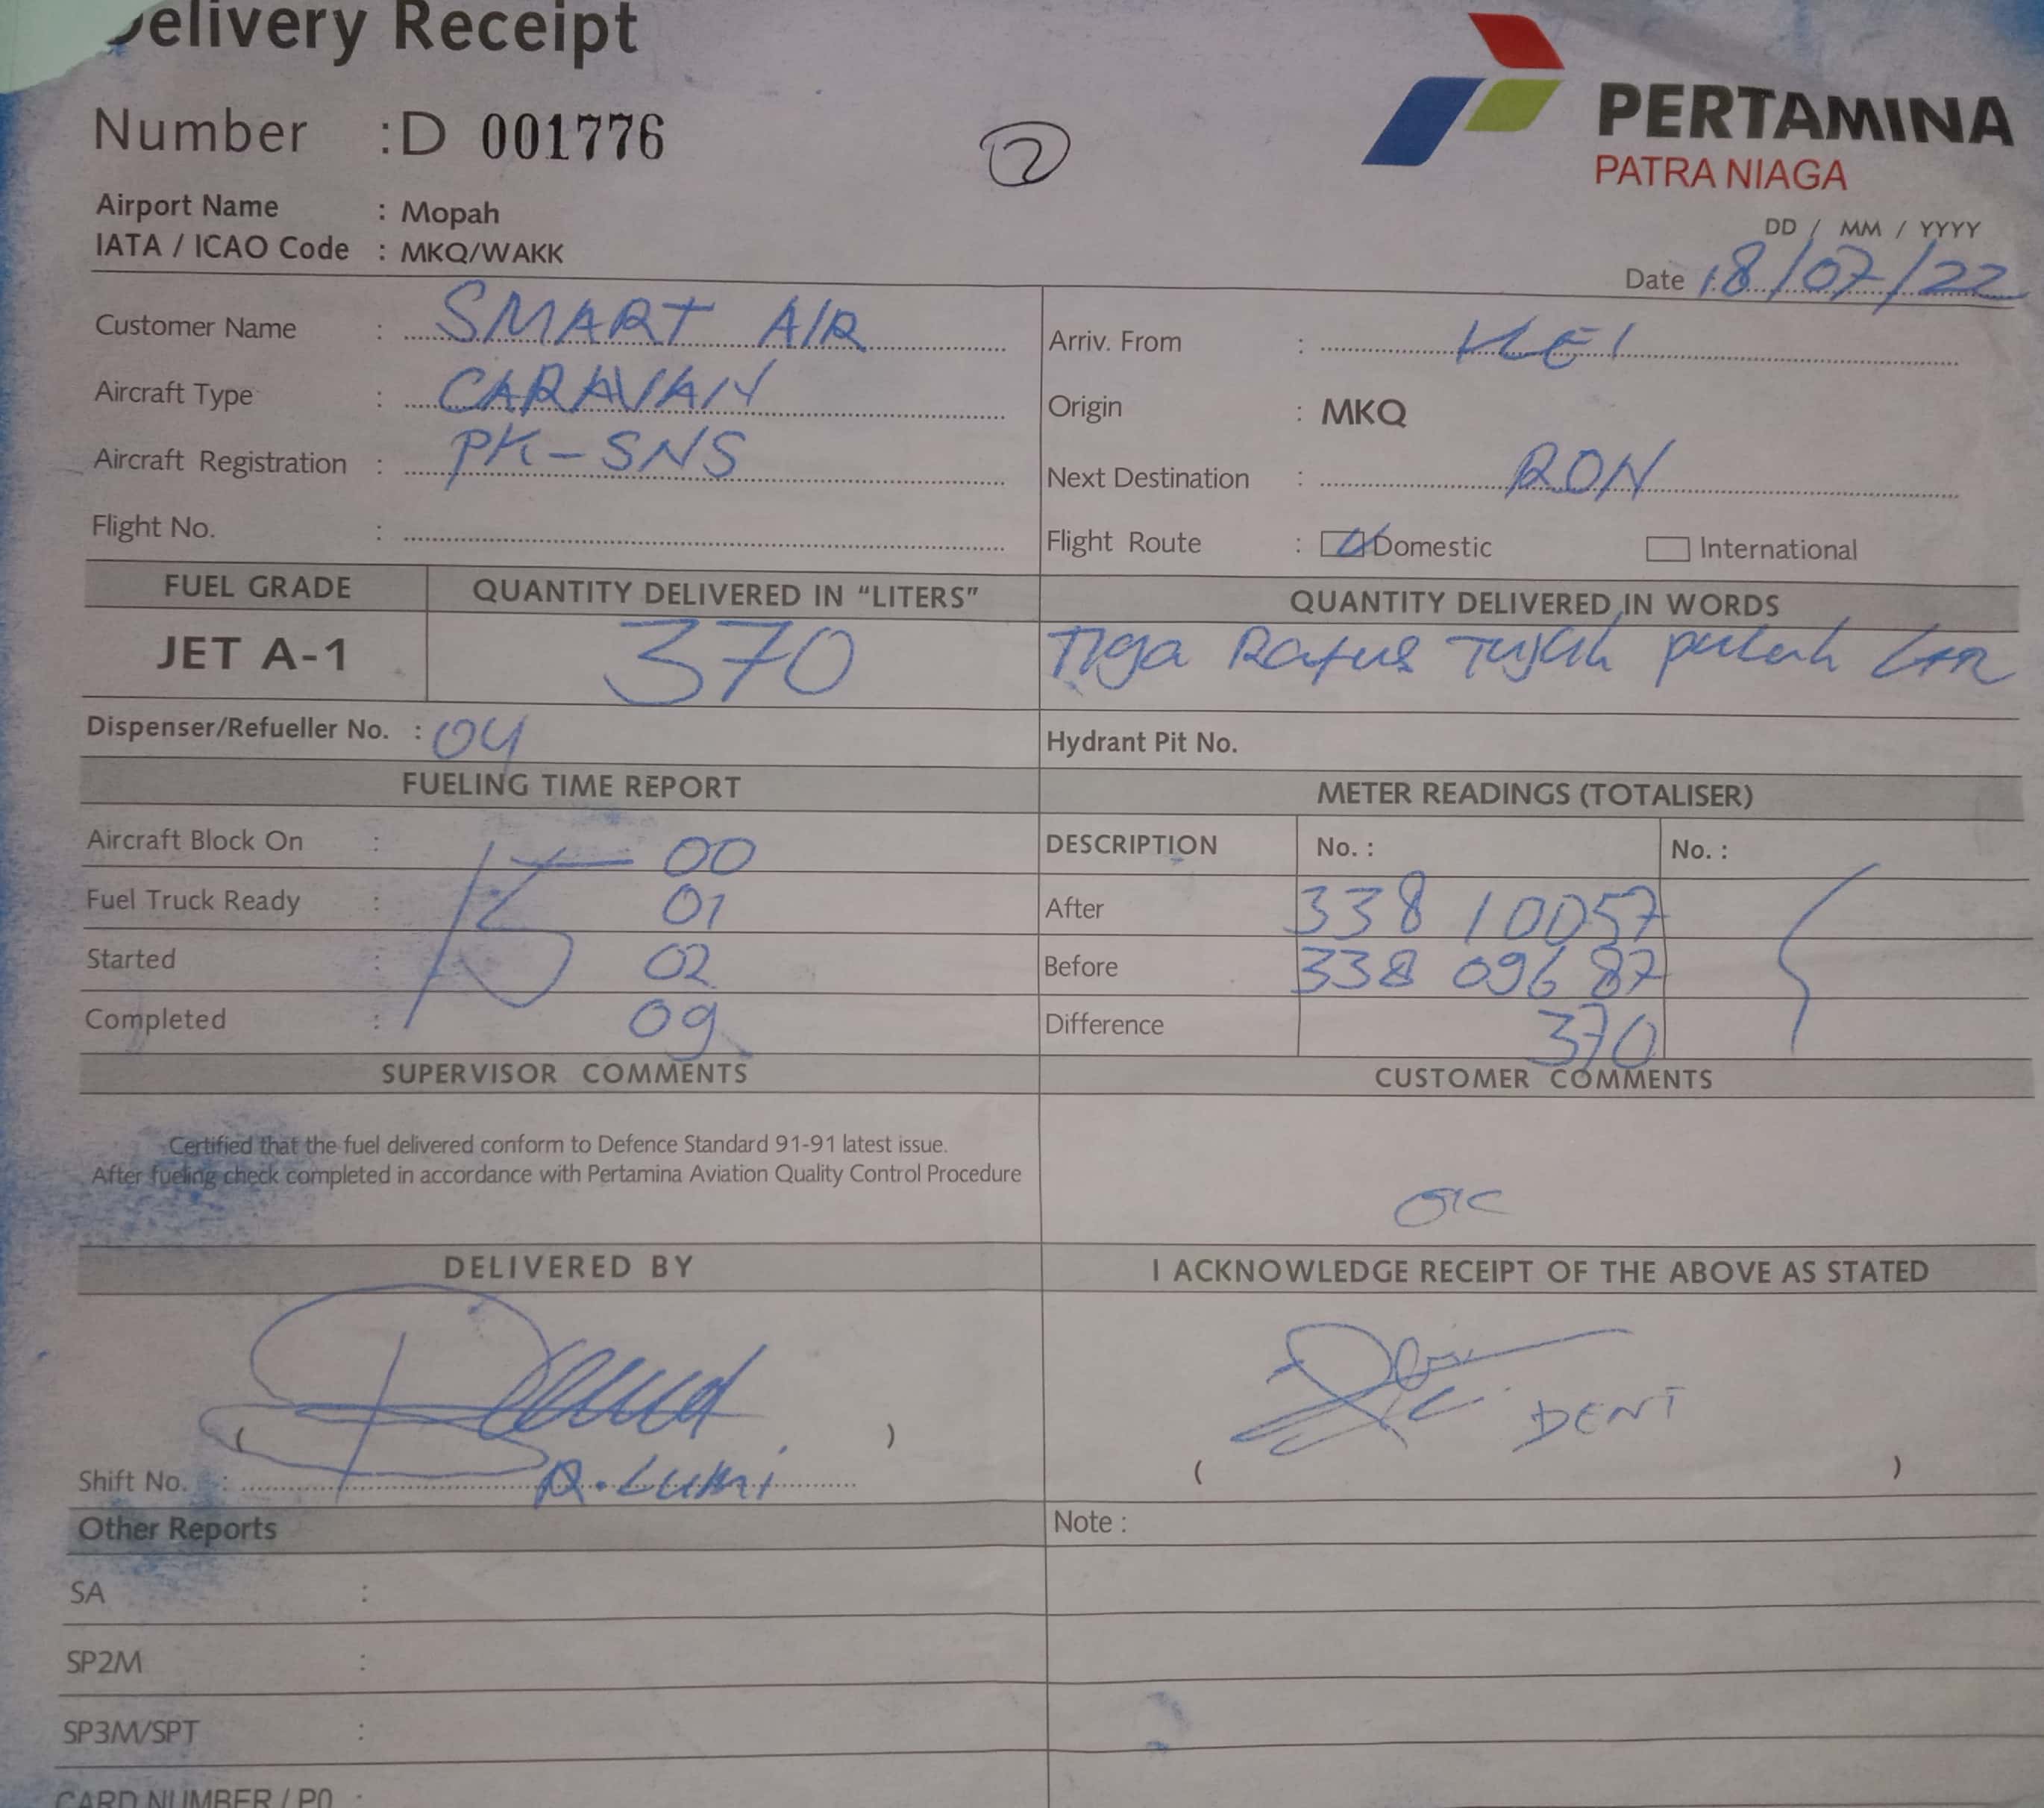 Delivery Receipt
PERTAMINA
PATRA NIAGA
Number :D 001776
2
Airport Name : Mopah
IATA / ICAO Code : MKQ/WAKK
DD / MM / YYYY
Date 18/07/22
Customer Name : SMART AIR
Aircraft Type : CARAVAN
Aircraft Registration : PK-SNS
Flight No. :
Arriv. From : KEI
Origin : MKQ
Next Destination : RON
Flight Route : Domestic International
FUEL GRADE QUANTITY DELIVERED IN "LITERS" QUANTITY DELIVERED IN WORDS
JET A-1 370 Tiga Ratus Tujuh puluh LTR
Dispenser/Refueller No. : 04 Hydrant Pit No.
FUELING TIME REPORT
Aircraft Block On : 15 00
Fuel Truck Ready : 01
Started : 02
Completed : 09
METER READINGS (TOTALISER)
DESCRIPTION No. : No. :
After 338 10057
Before 338 09687
Difference 370
SUPERVISOR COMMENTS
Certified that the fuel delivered conform to Defence Standard 91-91 latest issue.
After fueling check completed in accordance with Pertamina Aviation Quality Control Procedure
CUSTOMER COMMENTS
OK
DELIVERED BY
( )
Shift No. :
I ACKNOWLEDGE RECEIPT OF THE ABOVE AS STATED
( )
Other Reports Note :
SA :
SP2M :
SP3M/SPT :
CARD NUMBER / PO :